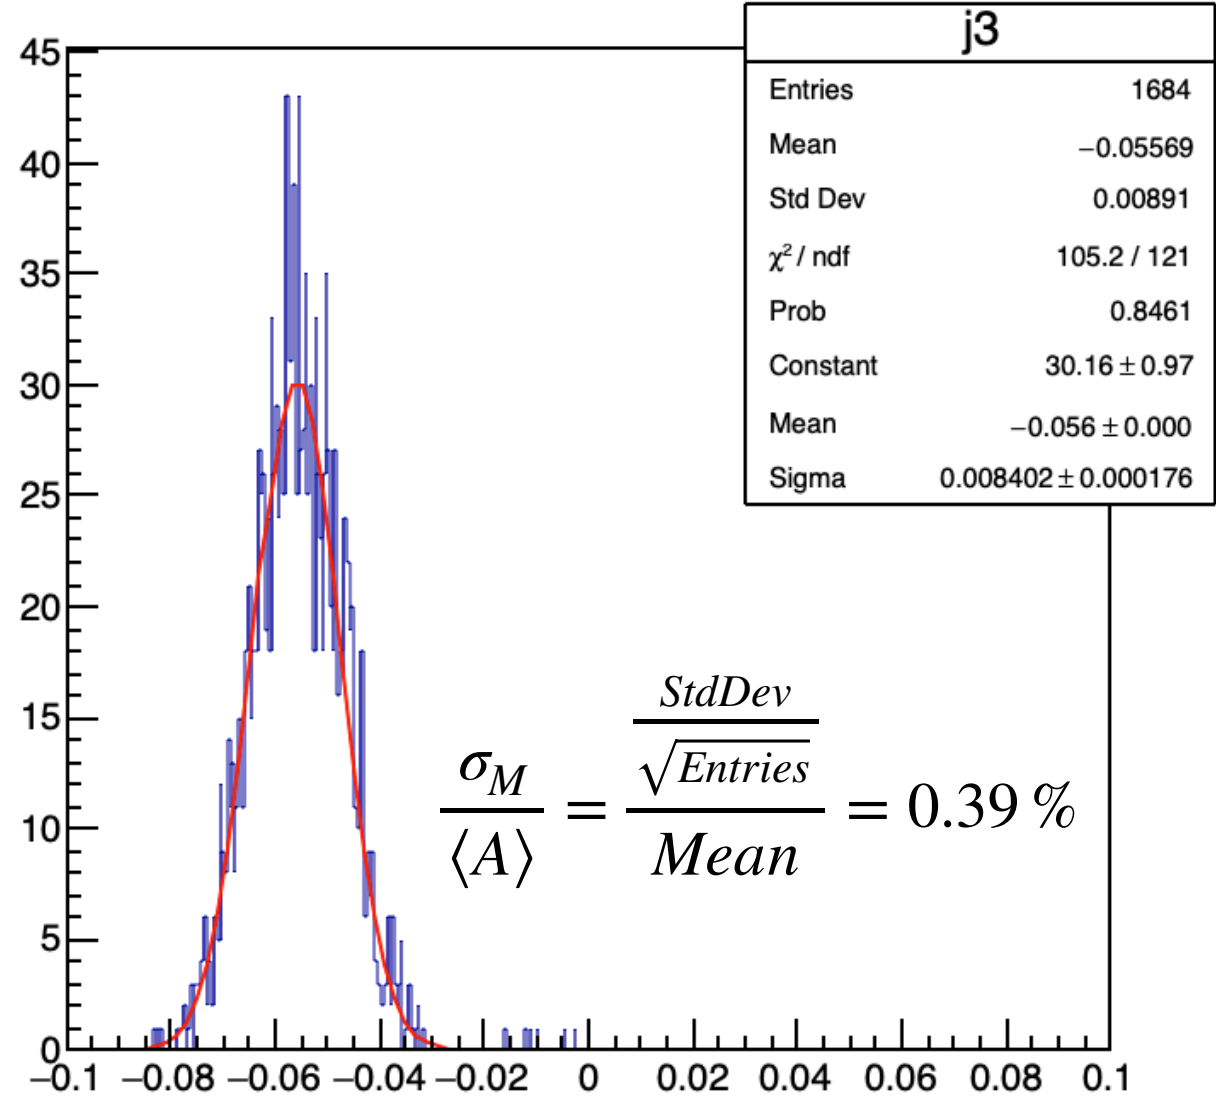 j3
Entries 1684
Mean −0.05569
Std Dev 0.00891
χ² / ndf 105.2 / 121
Prob 0.8461
Constant 30.16 ± 0.97
Mean −0.056 ± 0.000
Sigma 0.008402 ± 0.000176
45
40
35
30
25
20
15
10
5
0
σ_M / ⟨A⟩ = (StdDev / √Entries) / Mean = 0.39 %
−0.1 −0.08 −0.06 −0.04 −0.02 0 0.02 0.04 0.06 0.08 0.1